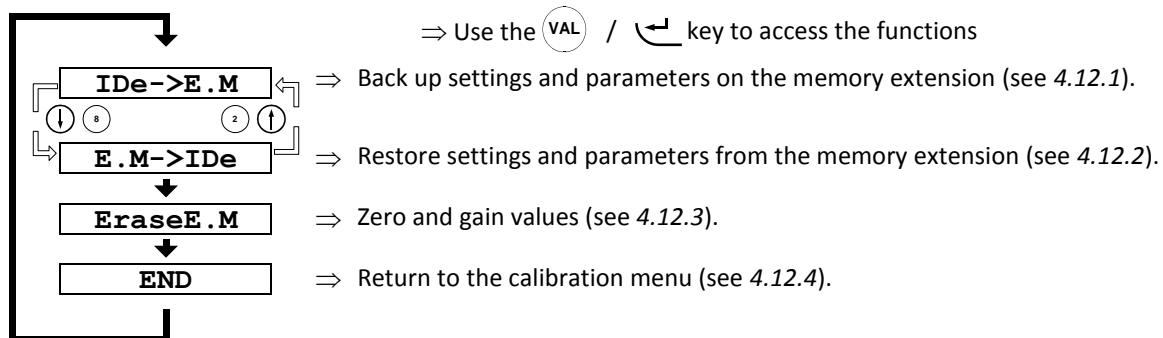 ⇒ Use the VAL / key to access the functions
IDe->E.M ⇒ Back up settings and parameters on the memory extension (see 4.12.1).
8 2
E.M->IDe ⇒ Restore settings and parameters from the memory extension (see 4.12.2).
EraseE.M ⇒ Zero and gain values (see 4.12.3).
END ⇒ Return to the calibration menu (see 4.12.4).